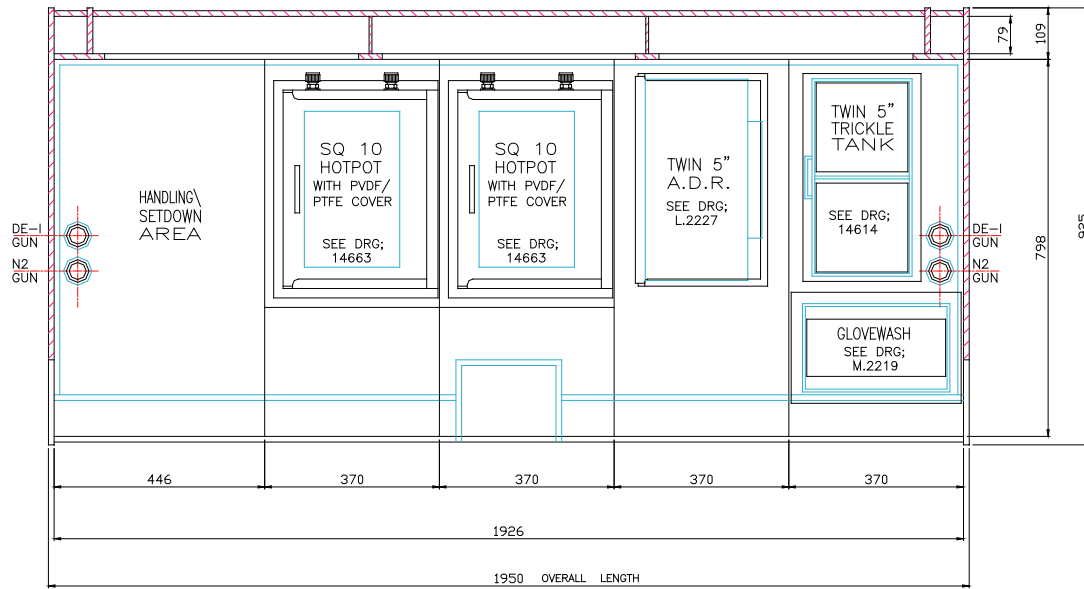 79
109
HANDLING\
SETDOWN
AREA
SQ 10
HOTPOT
WITH PVDF/
PTFE COVER
SEE DRG;
14663
SQ 10
HOTPOT
WITH PVDF/
PTFE COVER
SEE DRG;
14663
TWIN 5”
A.D.R.
SEE DRG;
L.2227
TWIN 5”
TRICKLE
TANK
SEE DRG;
14614
GLOVEWASH
SEE DRG;
M.2219
DE-I
GUN
N2
GUN
DE-I
GUN
N2
GUN
798
925
446
370
370
370
370
1926
1950 OVERALL LENGTH